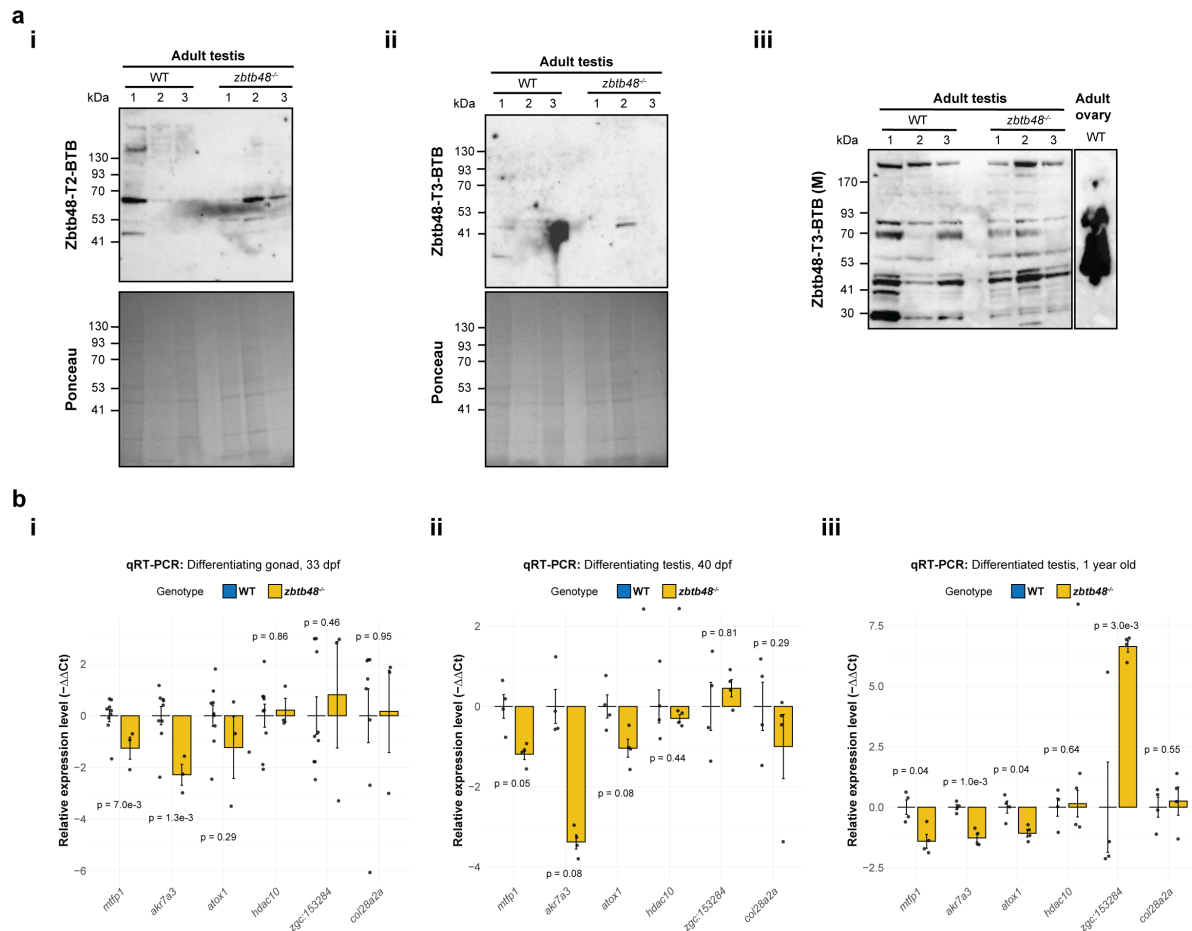 a
i
Adult testis
WT zbtb48-/-
kDa 1 2 3 1 2 3
Zbtb48-T2-BTB
130
93
70
53
41
Ponceau
130
93
70
53
41
ii
Adult testis
WT zbtb48-/-
kDa 1 2 3 1 2 3
Zbtb48-T3-BTB
130
93
70
53
41
Ponceau
130
93
70
53
41
iii
Adult testis
Adult
ovary
WT zbtb48-/- WT
kDa 1 2 3 1 2 3
Zbtb48-T3-BTB (M)
170
93
70
53
41
30
b
i
qRT-PCR: Differentiating gonad, 33 dpf
Genotype WT zbtb48-/-
Relative expression level (−ΔΔCt)
2
0
−2
−4
−6
p = 7.0e-3
p = 1.3e-3
p = 0.29
p = 0.86
p = 0.46
p = 0.95
mtfp1
akr7a3
atox1
hdac10
zgc:153284
col28a2a
ii
qRT-PCR: Differentiating testis, 40 dpf
Genotype WT zbtb48-/-
Relative expression level (−ΔΔCt)
2
0
−2
−4
p = 0.05
p = 0.08
p = 0.08
p = 0.44
p = 0.81
p = 0.29
mtfp1
akr7a3
atox1
hdac10
zgc:153284
col28a2a
iii
qRT-PCR: Differentiated testis, 1 year old
Genotype WT zbtb48-/-
Relative expression level (−ΔΔCt)
7.5
5.0
2.5
0.0
−2.5
p = 0.04
p = 1.0e-3
p = 0.04
p = 0.64
p = 3.0e-3
p = 0.55
mtfp1
akr7a3
atox1
hdac10
zgc:153284
col28a2a